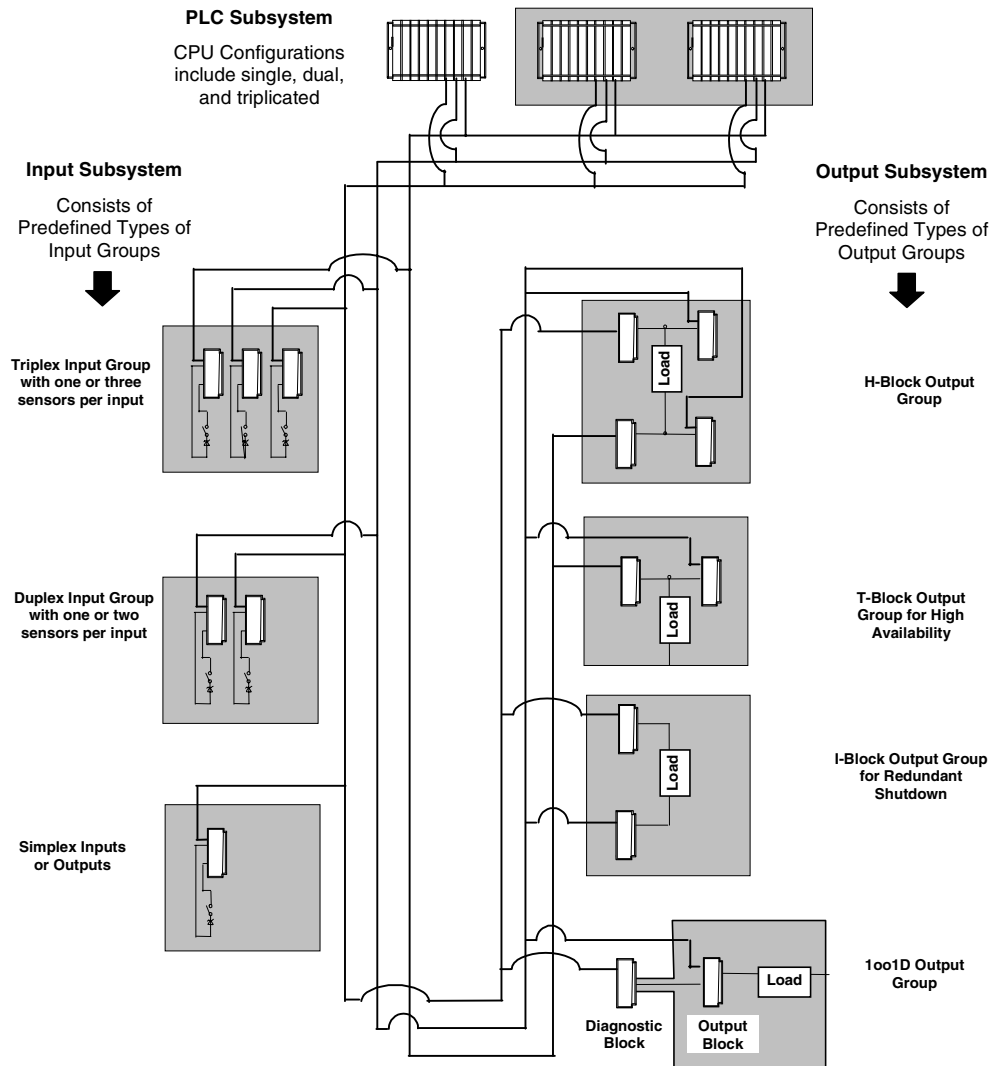 PLC Subsystem
CPU Configurations
include single, dual,
and triplicated
Input Subsystem
Consists of
Predefined Types of
Input Groups
Output Subsystem
Consists of
Predefined Types of
Output Groups
Triplex Input Group
with one or three
sensors per input
Load
H-Block Output
Group
Duplex Input Group
with one or two
sensors per input
Load
T-Block Output
Group for High
Availability
Load
I-Block Output Group
for Redundant
Shutdown
Simplex Inputs
or Outputs
Load
1oo1D Output
Group
Diagnostic
Block
Output
Block